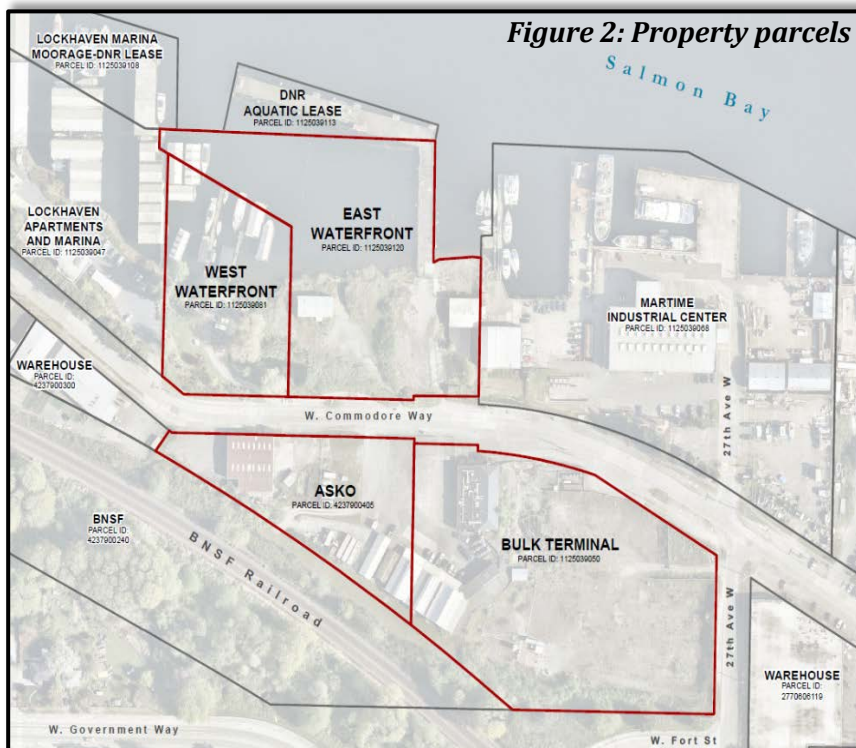 Figure 2: Property parcels
LOCKHAVEN MARINA
MOORAGE-DNR LEASE
PARCEL ID: 1125039108
Salmon Bay
DNR
AQUATIC LEASE
PARCEL ID: 1125039113
LOCKHAVEN
APARTMENTS
AND MARINA
PARCEL ID: 1125039047
EAST
WATERFRONT
PARCEL ID: 1125039120
WEST
WATERFRONT
PARCEL ID: 1125039081
MARTIME
INDUSTRIAL CENTER
PARCEL ID: 1125039068
WAREHOUSE
PARCEL ID:
4237900300
W. Commodore Way
27th Ave W
ASKO
PARCEL ID: 4237900405
BNSF
PARCEL ID:
4237900240
BNSF Railroad
BULK TERMINAL
PARCEL ID: 1125039050
27th Ave W
WAREHOUSE
PARCEL ID:
2770606119
W. Government Way
W. Fort St